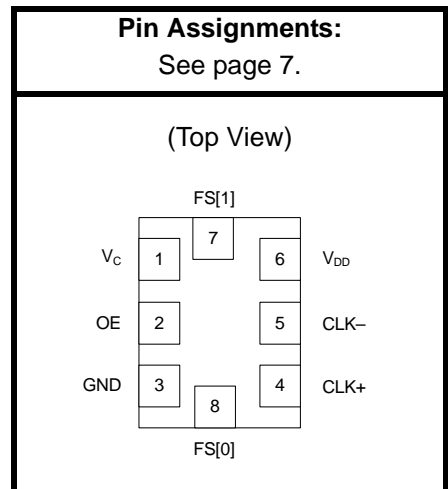 Pin Assignments:
See page 7.
(Top View)
FS[1]
7
V_C 1 6 V_DD
OE 2 5 CLK–
GND 3 4 CLK+
8
FS[0]